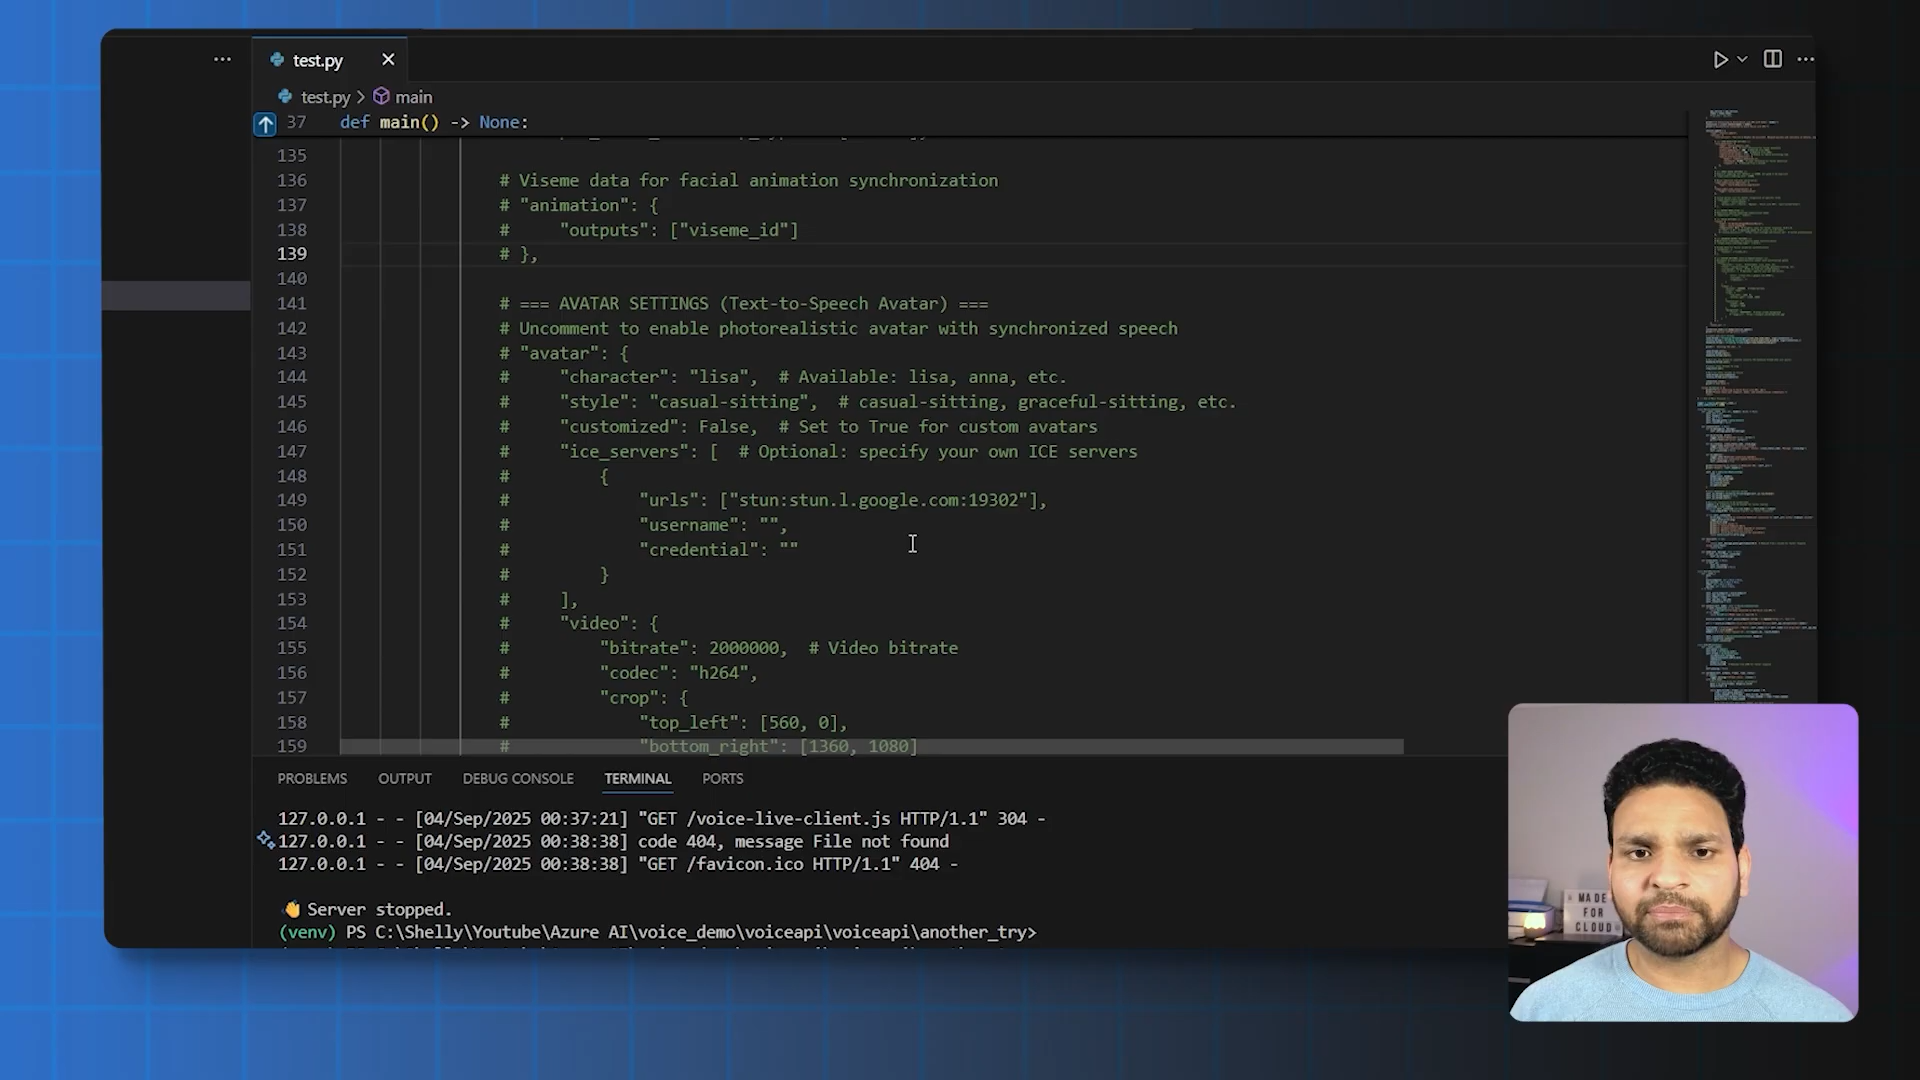 test.py
test.py > main
37 def main() -> None:
135
136 # Viseme data for facial animation synchronization
137 # "animation": {
138 #     "outputs": ["viseme_id"]
139 # },
140
141 # === AVATAR SETTINGS (Text-to-Speech Avatar) ===
142 # Uncomment to enable photorealistic avatar with synchronized speech
143 # "avatar": {
144 #     "character": "lisa",  # Available: lisa, anna, etc.
145 #     "style": "casual-sitting",  # casual-sitting, graceful-sitting, etc.
146 #     "customized": False,  # Set to True for custom avatars
147 #     "ice_servers": [  # Optional: specify your own ICE servers
148 #         {
149 #             "urls": ["stun:stun.l.google.com:19302"],
150 #             "username": "",
151 #             "credential": ""
152 #         }
153 #     ],
154 #     "video": {
155 #         "bitrate": 2000000,  # Video bitrate
156 #         "codec": "h264",
157 #         "crop": {
158 #             "top_left": [560, 0],
159 #             "bottom_right": [1360, 1080]
PROBLEMS OUTPUT DEBUG CONSOLE TERMINAL PORTS
127.0.0.1 - - [04/Sep/2025 00:37:21] "GET /voice-live-client.js HTTP/1.1" 304 -
127.0.0.1 - - [04/Sep/2025 00:38:38] code 404, message File not found
127.0.0.1 - - [04/Sep/2025 00:38:38] "GET /favicon.ico HTTP/1.1" 404 -
Server stopped.
(venv) PS C:\Shelly\Youtube\Azure AI\voice_demo\voiceapi\voiceapi\another_try>
MADE
FOR
CLOUD